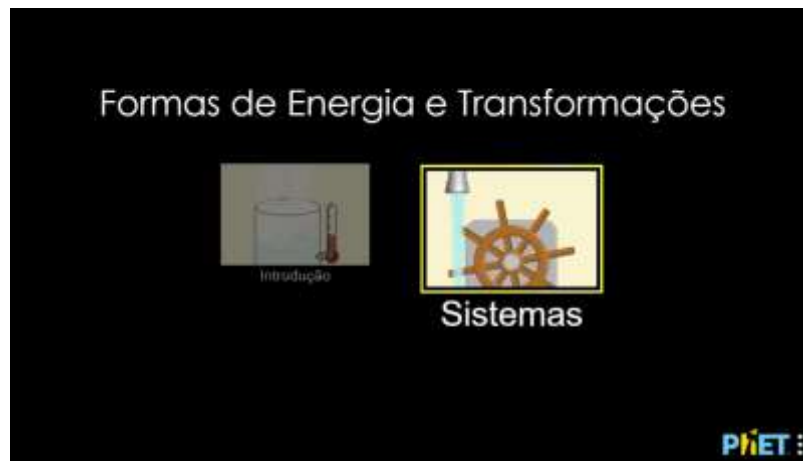 Formas de Energia e Transformações
Introdução
Sistemas
PhET